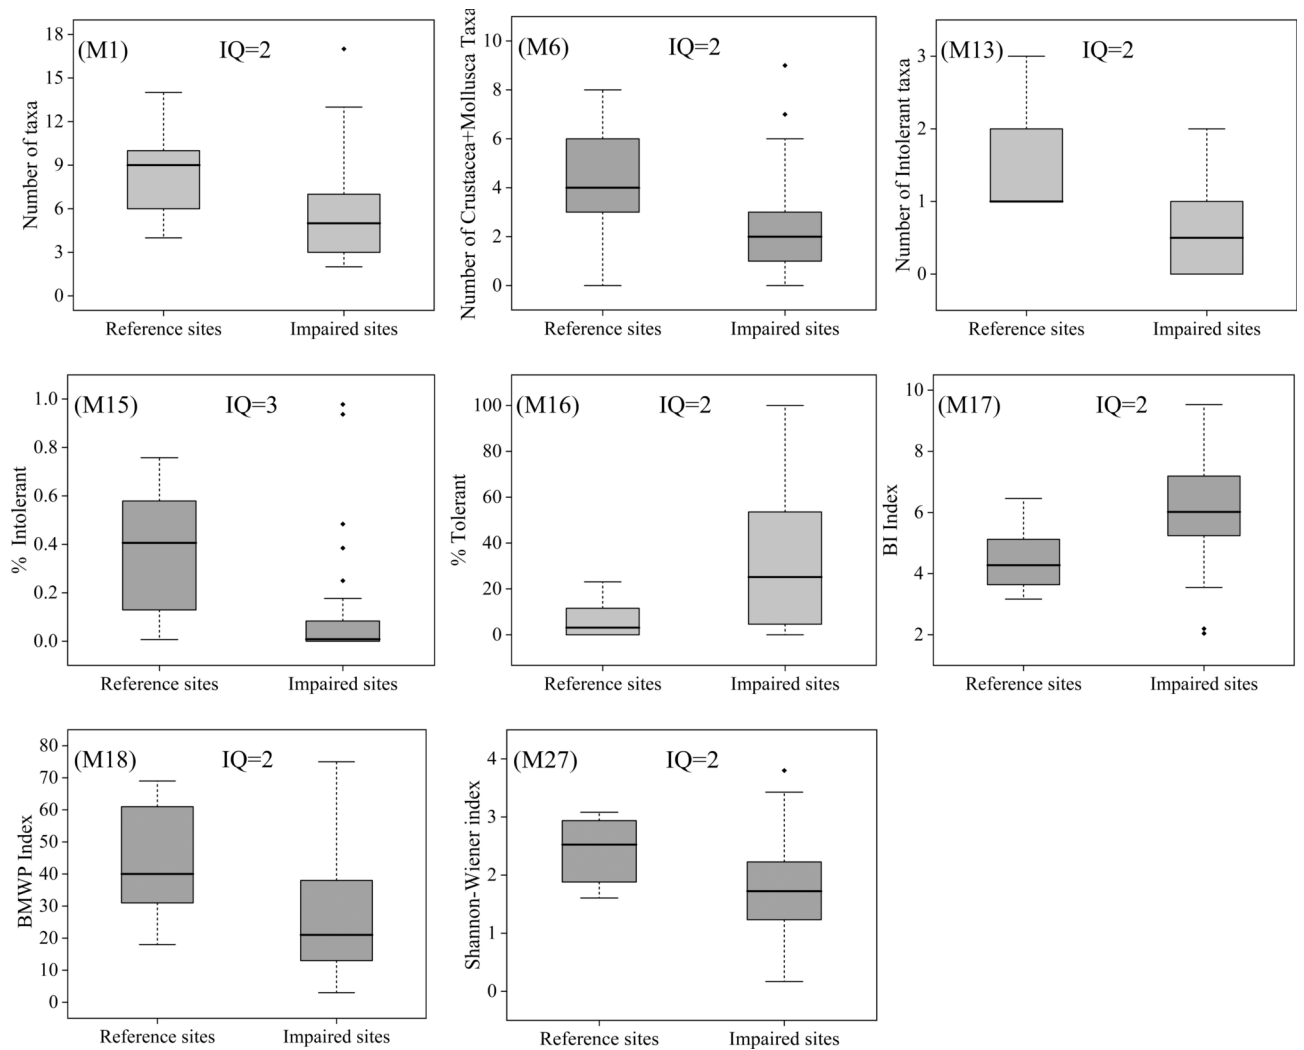 (M1) IQ=2
Number of taxa
18
15
12
9
6
3
0
Reference sites Impaired sites
(M6) IQ=2
Number of Crustacea+Mollusca Taxa
10
8
6
4
2
0
Reference sites Impaired sites
(M13) IQ=2
Number of Intolerant taxa
3
2
1
0
Reference sites Impaired sites
(M15) IQ=3
% Intolerant
1.0
0.8
0.6
0.4
0.2
0.0
Reference sites Impaired sites
(M16) IQ=2
% Tolerant
100
80
60
40
20
0
Reference sites Impaired sites
(M17) IQ=2
BI Index
10
8
6
4
2
Reference sites Impaired sites
(M18) IQ=2
BMWP Index
80
70
60
50
40
30
20
10
0
Reference sites Impaired sites
(M27) IQ=2
Shannon-Wiener index
4
3
2
1
0
Reference sites Impaired sites